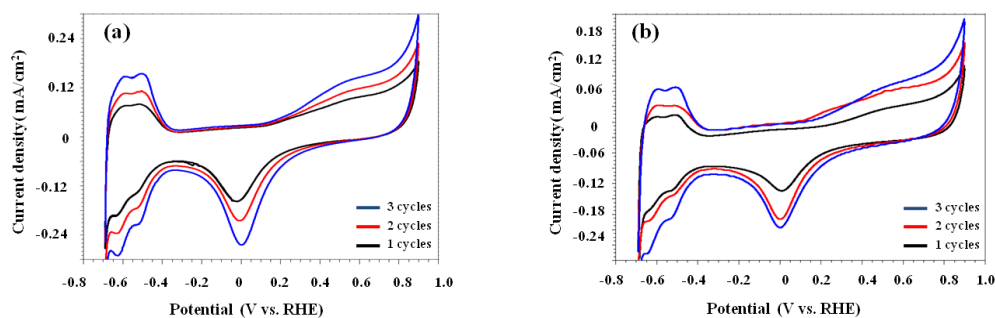 (a)
Current density( mA/cm²)
0.24
0.12
0
-0.12
-0.24
3 cycles
2 cycles
1 cycles
-0.8 -0.6 -0.4 -0.2 0 0.2 0.4 0.6 0.8 1.0
Potential (V vs. RHE)
(b)
Current density( mA/cm²)
0.18
0.12
0.06
0
-0.06
-0.12
-0.18
-0.24
3 cycles
2 cycles
1 cycles
-0.8 -0.6 -0.4 -0.2 0 0.2 0.4 0.6 0.8 1.0
Potential (V vs. RHE)